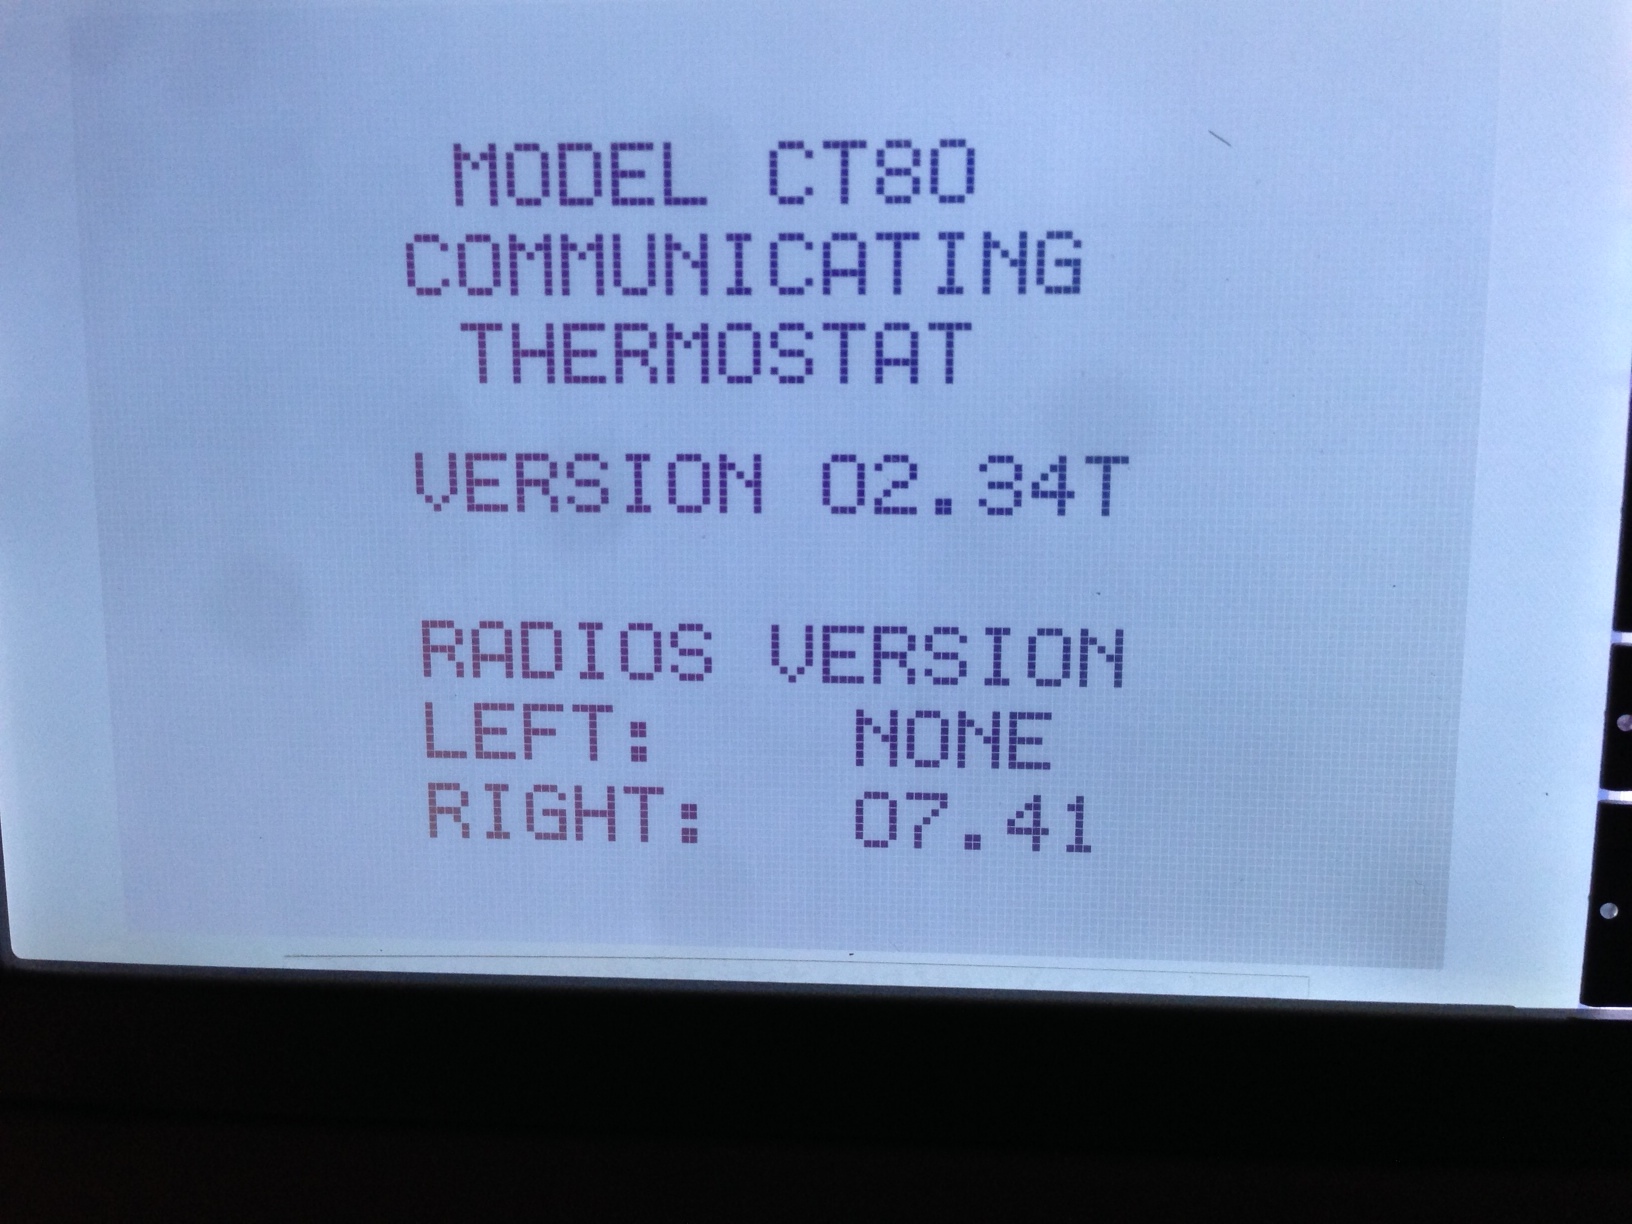 MODEL CT80
COMMUNICATING
THERMOSTAT
VERSION 02.34T
RADIOS VERSION
LEFT: NONE
RIGHT: 07.41